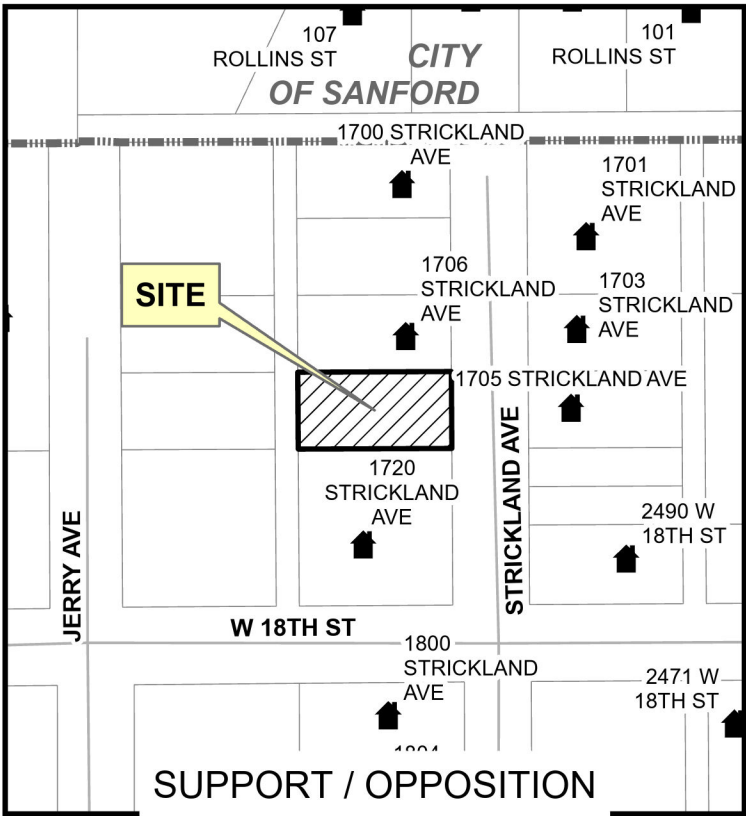 107
ROLLINS ST
CITY
OF SANFORD
101
ROLLINS ST
1700 STRICKLAND
AVE
1701
STRICKLAND
AVE
1706
STRICKLAND
AVE
1703
STRICKLAND
AVE
SITE
1705 STRICKLAND AVE
1720
STRICKLAND
AVE
STRICKLAND AVE
2490 W
18TH ST
JERRY AVE
W 18TH ST
1800
STRICKLAND
AVE
2471 W
18TH ST
SUPPORT / OPPOSITION